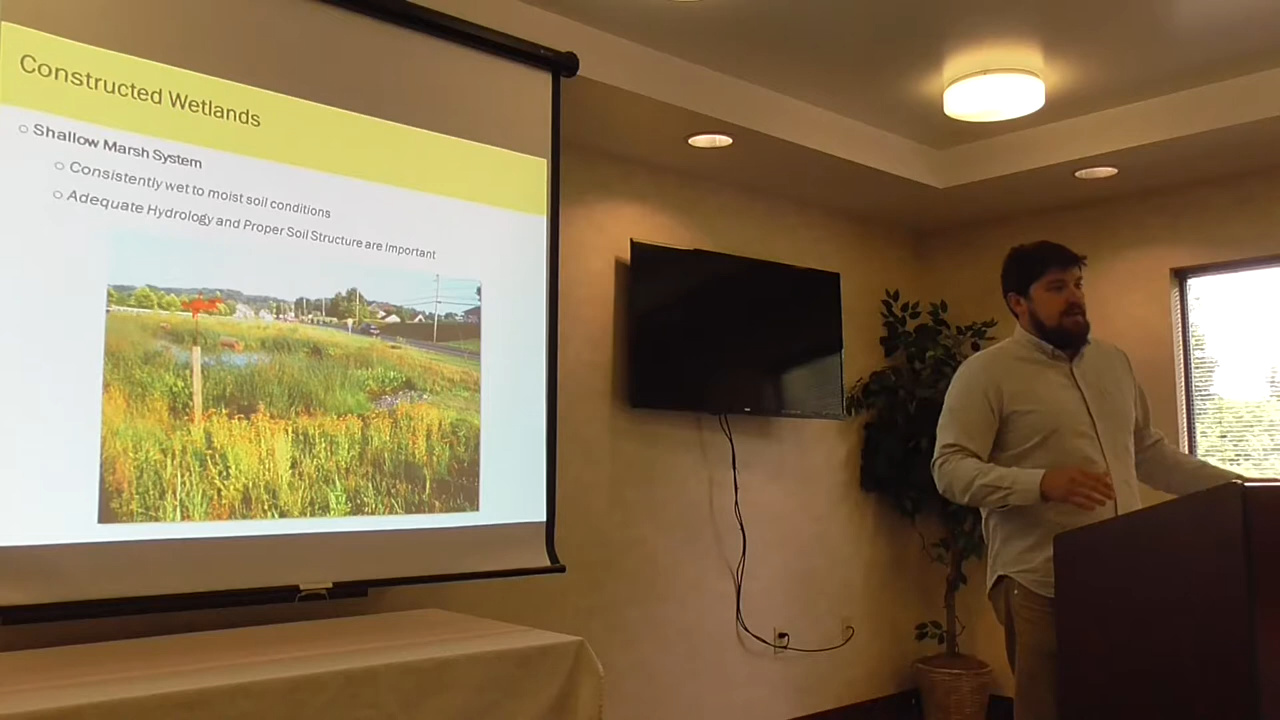 Constructed Wetlands
Shallow Marsh System
Consistently wet to moist soil conditions
Adequate Hydrology and Proper Soil Structure are Important